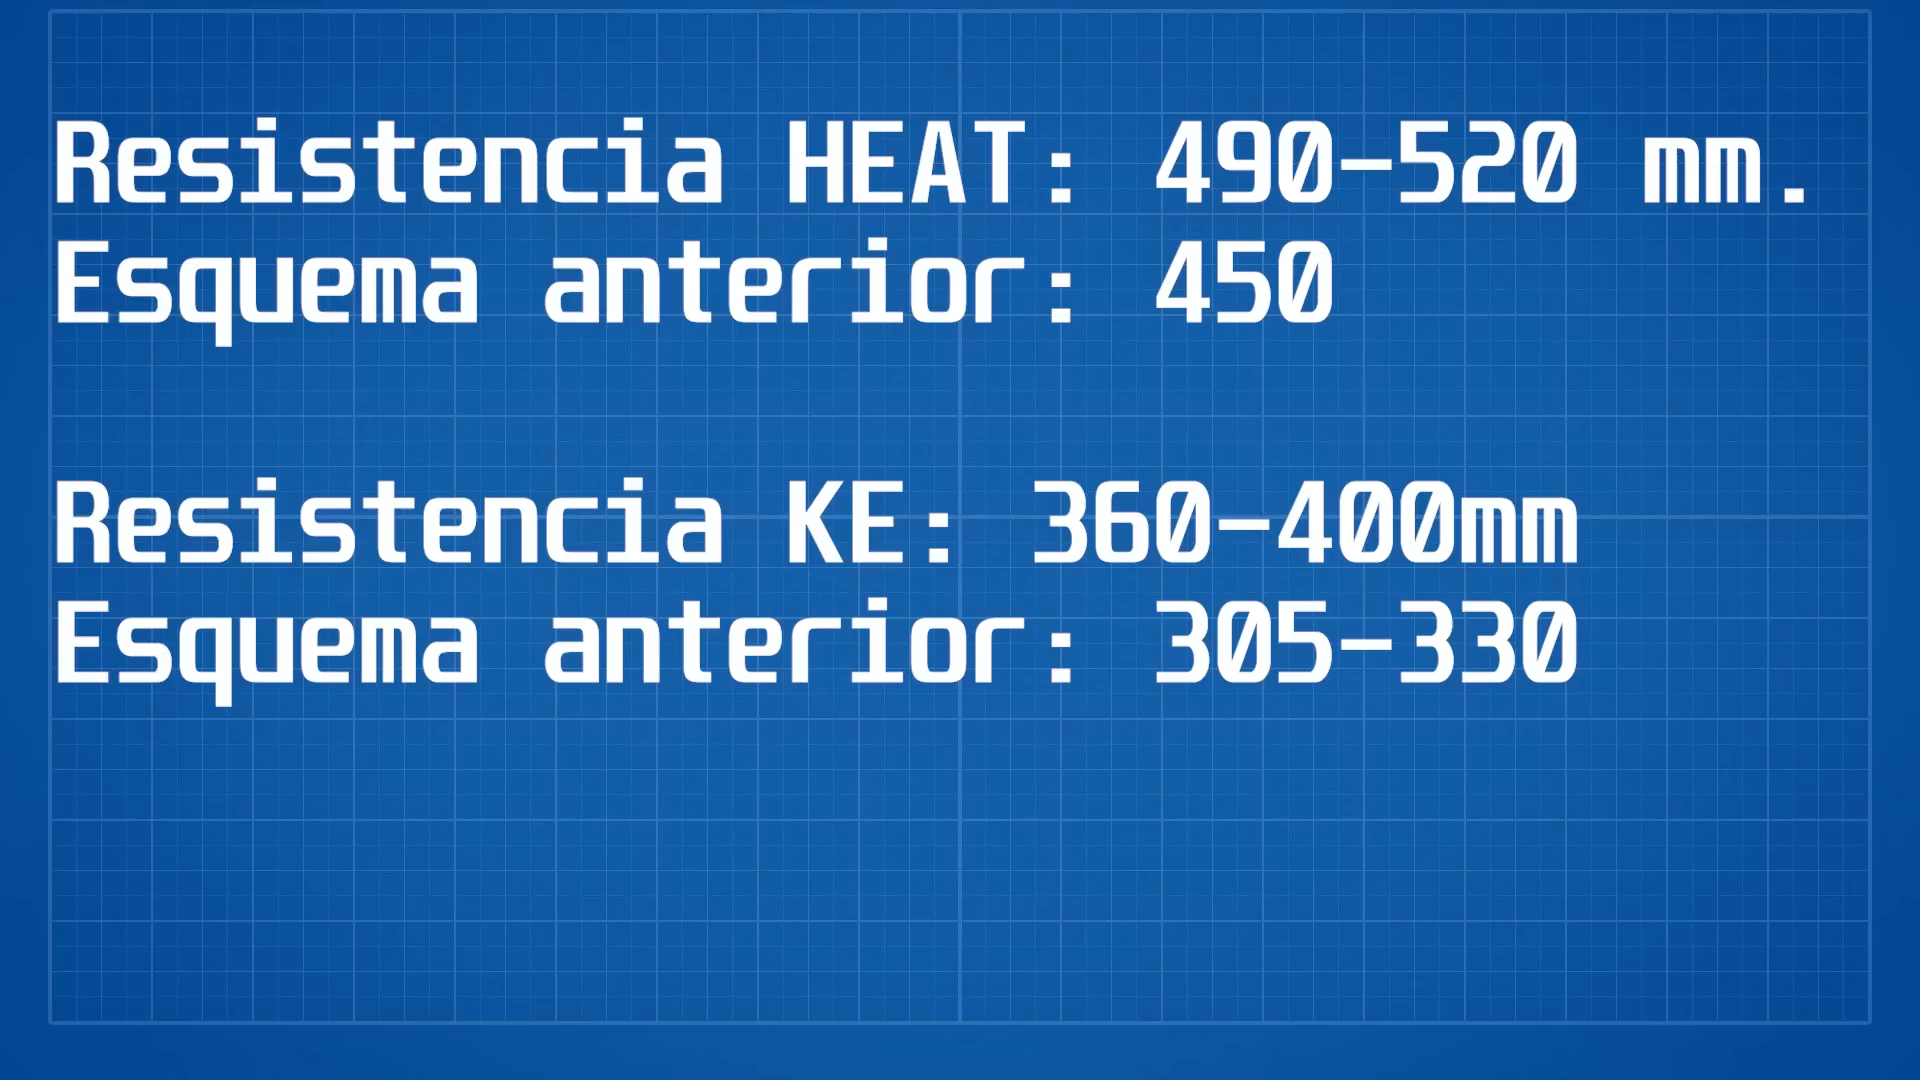 Resistencia HEAT: 490-520 mm.
Esquema anterior: 450
Resistencia KE: 360-400mm
Esquema anterior: 305-330